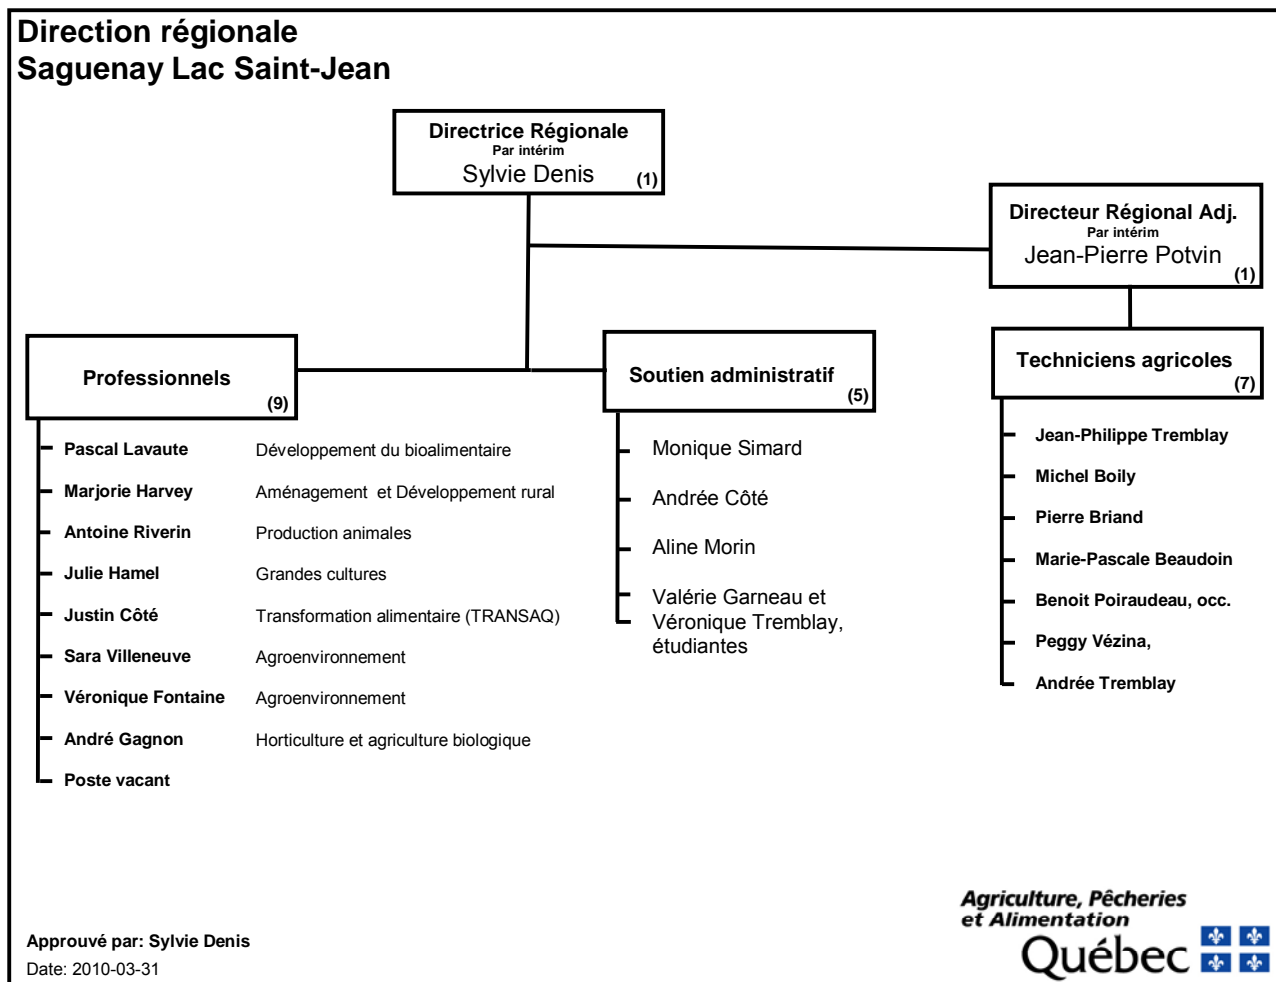 Direction régionale
Saguenay Lac Saint-Jean
Directrice Régionale
Par intérim
Sylvie Denis
(1)
Directeur Régional Adj.
Par intérim
Jean-Pierre Potvin
(1)
Professionnels
(9)
Pascal Lavaute Développement du bioalimentaire
Marjorie Harvey Aménagement et Développement rural
Antoine Riverin Production animales
Julie Hamel Grandes cultures
Justin Côté Transformation alimentaire (TRANSAQ)
Sara Villeneuve Agroenvironnement
Véronique Fontaine Agroenvironnement
André Gagnon Horticulture et agriculture biologique
Poste vacant
Soutien administratif
(5)
Monique Simard
Andrée Côté
Aline Morin
Valérie Garneau et
Véronique Tremblay,
étudiantes
Techniciens agricoles
(7)
Jean-Philippe Tremblay
Michel Boily
Pierre Briand
Marie-Pascale Beaudoin
Benoit Poiraudeau, occ.
Peggy Vézina,
Andrée Tremblay
Approuvé par: Sylvie Denis
Date: 2010-03-31
Agriculture, Pêcheries
et Alimentation
Québec